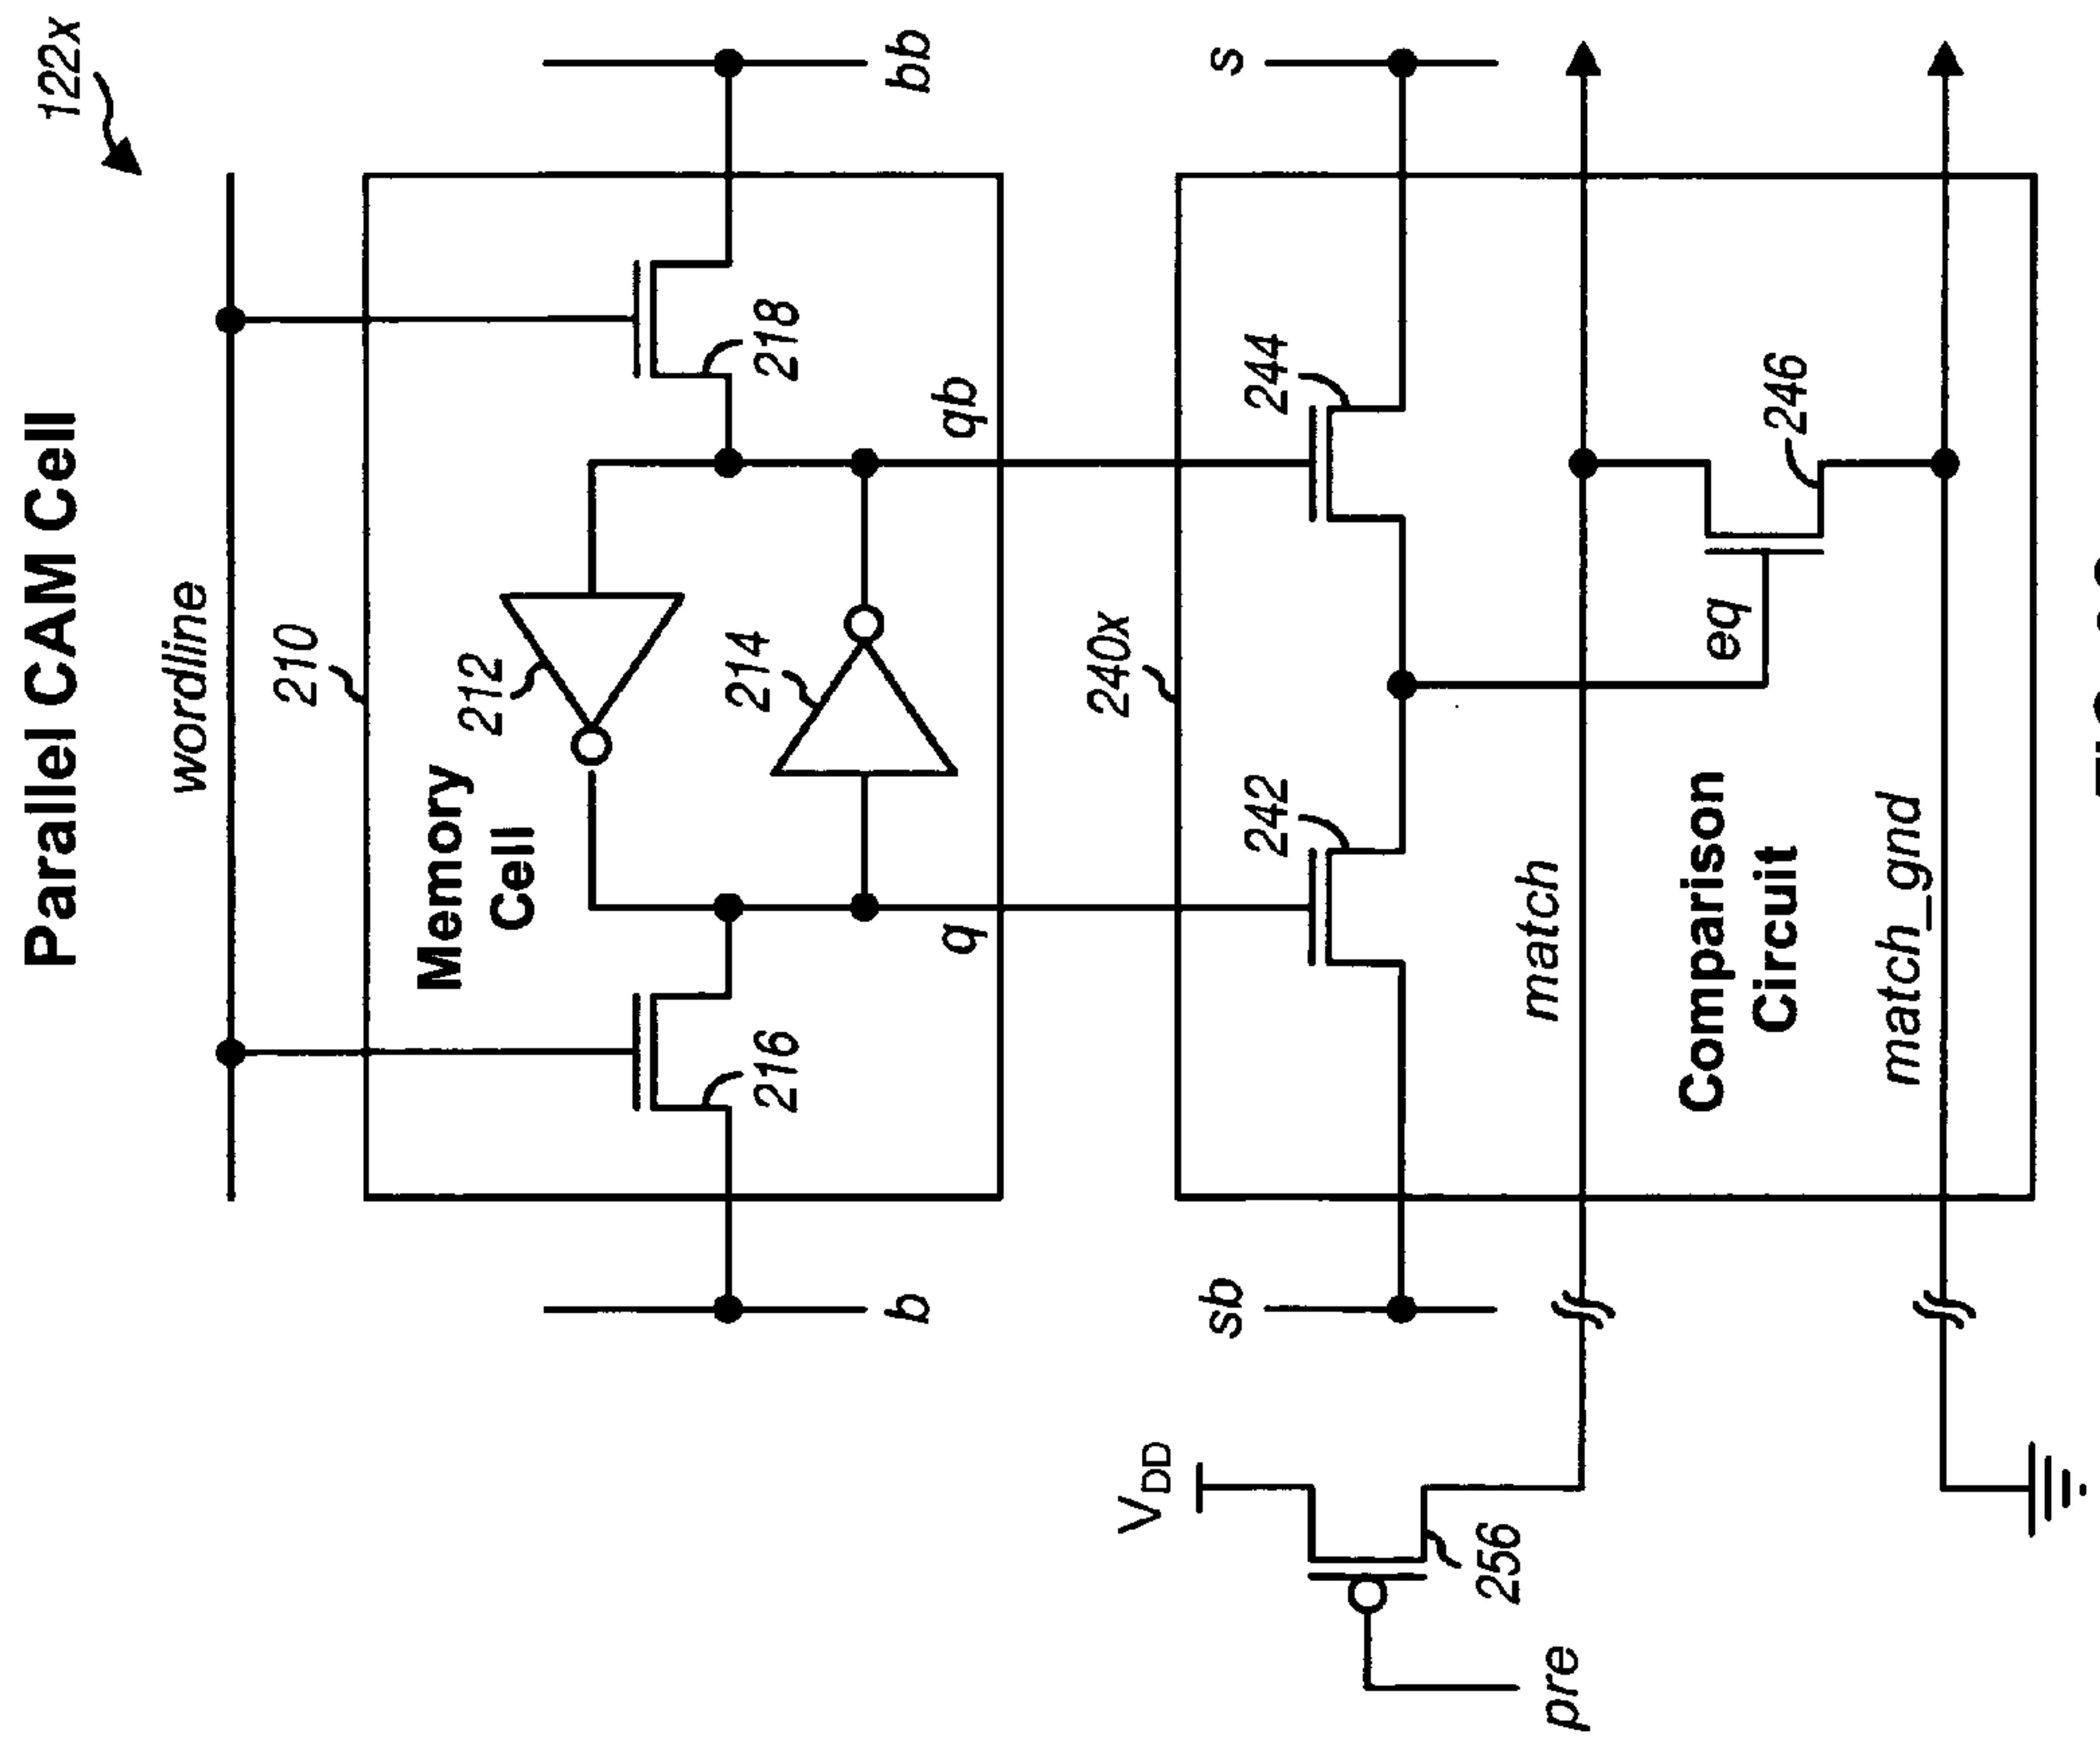 Parallel CAM Cell
122x
wordline
210
Memory
Cell
212
214
216
218
b
bb
q
qb
240x
sb
s
242
244
VDD
256
pre
match
eq
246
Comparison
Circuit
match_gnd